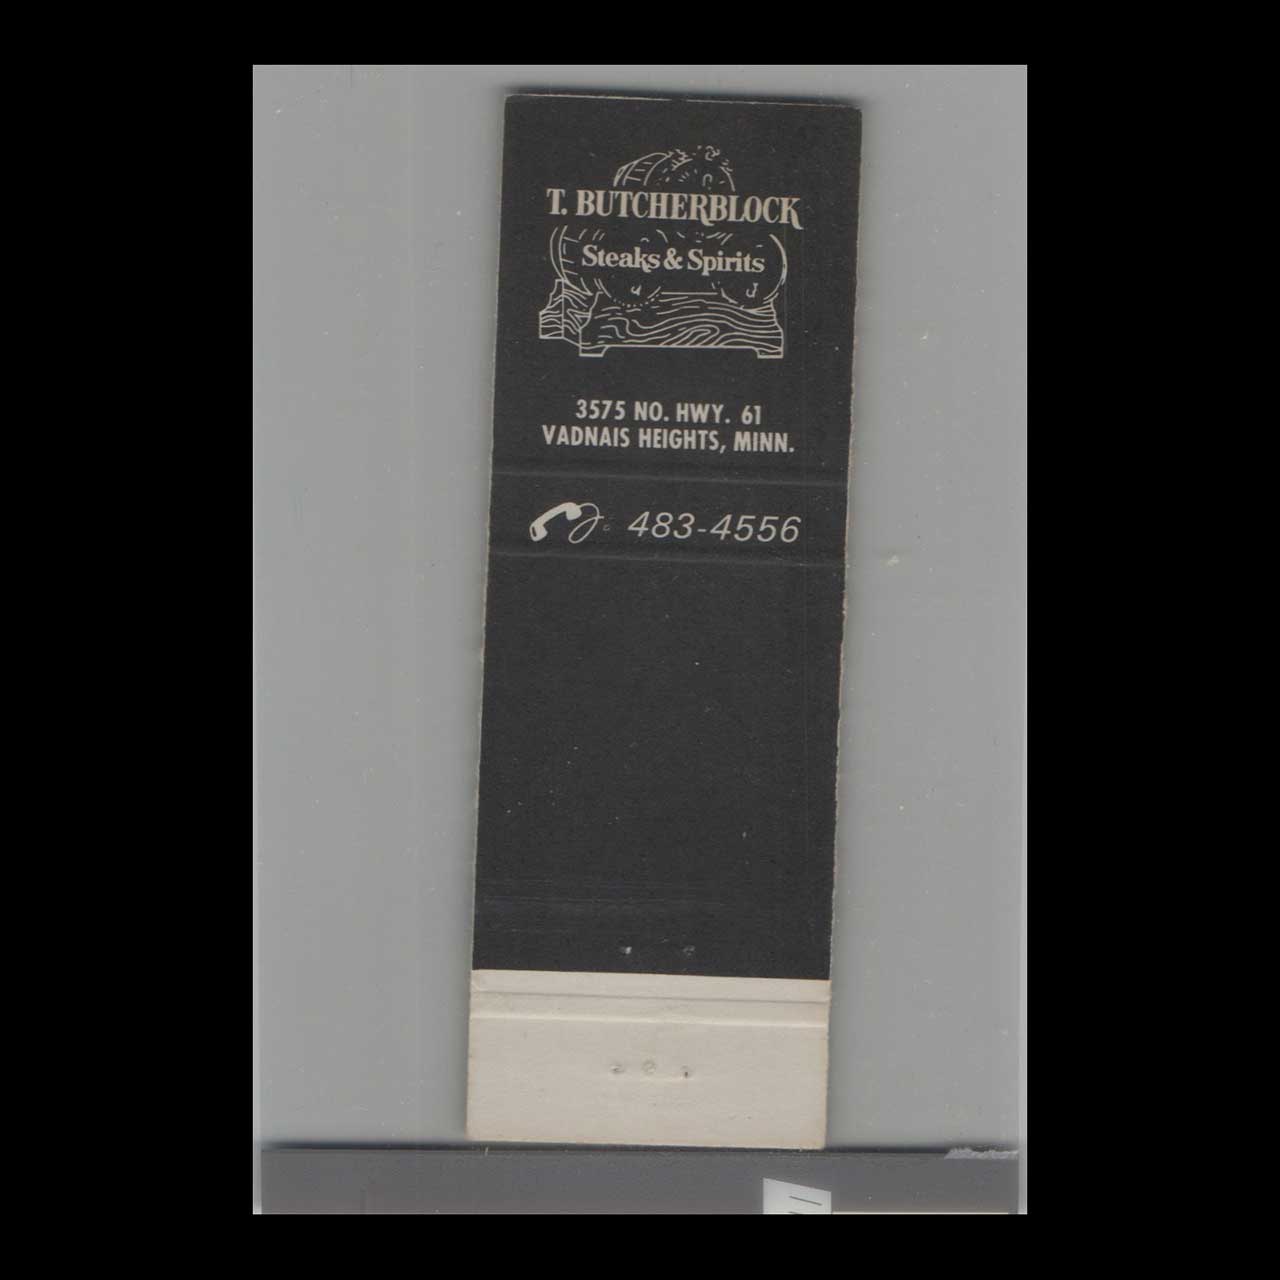 T. BUTCHERBLOCK
Steaks & Spirits
3575 NO. HWY. 61
VADNAIS HEIGHTS, MINN.
483-4556